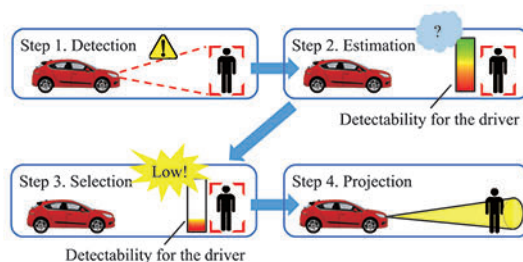 Step 1. Detection
!
Step 2. Estimation
?
Detectability for the driver
Step 3. Selection
Low!
Detectability for the driver
Step 4. Projection